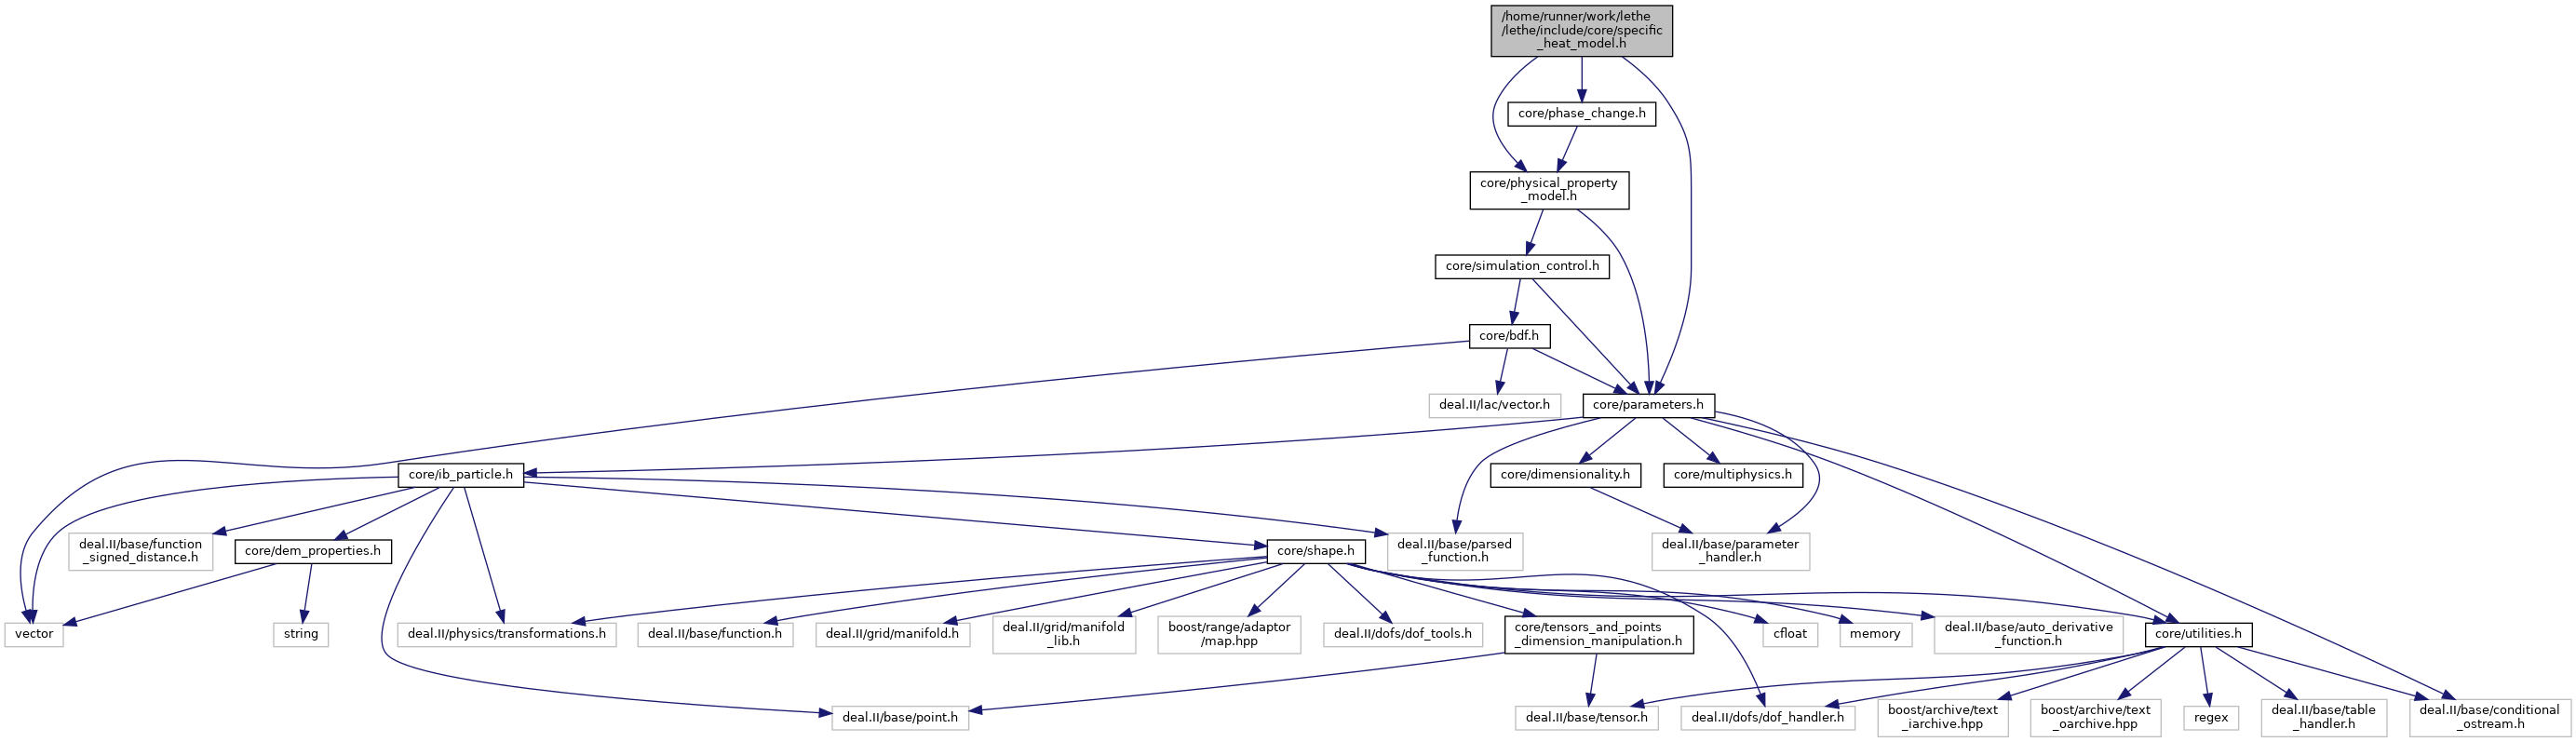 /home/runner/work/lethe
/lethe/include/core/specific
_heat_model.h
core/phase_change.h
core/physical_property
_model.h
core/simulation_control.h
core/bdf.h
deal.II/lac/vector.h
core/parameters.h
core/ib_particle.h
core/dimensionality.h
core/multiphysics.h
deal.II/base/function
_signed_distance.h
core/dem_properties.h
core/shape.h
deal.II/base/parsed
_function.h
deal.II/base/parameter
_handler.h
vector
string
deal.II/physics/transformations.h
deal.II/base/function.h
deal.II/grid/manifold.h
deal.II/grid/manifold
_lib.h
boost/range/adaptor
/map.hpp
deal.II/dofs/dof_tools.h
core/tensors_and_points
_dimension_manipulation.h
cfloat
memory
deal.II/base/auto_derivative
_function.h
core/utilities.h
deal.II/base/point.h
deal.II/base/tensor.h
deal.II/dofs/dof_handler.h
boost/archive/text
_iarchive.hpp
boost/archive/text
_oarchive.hpp
regex
deal.II/base/table
_handler.h
deal.II/base/conditional
_ostream.h